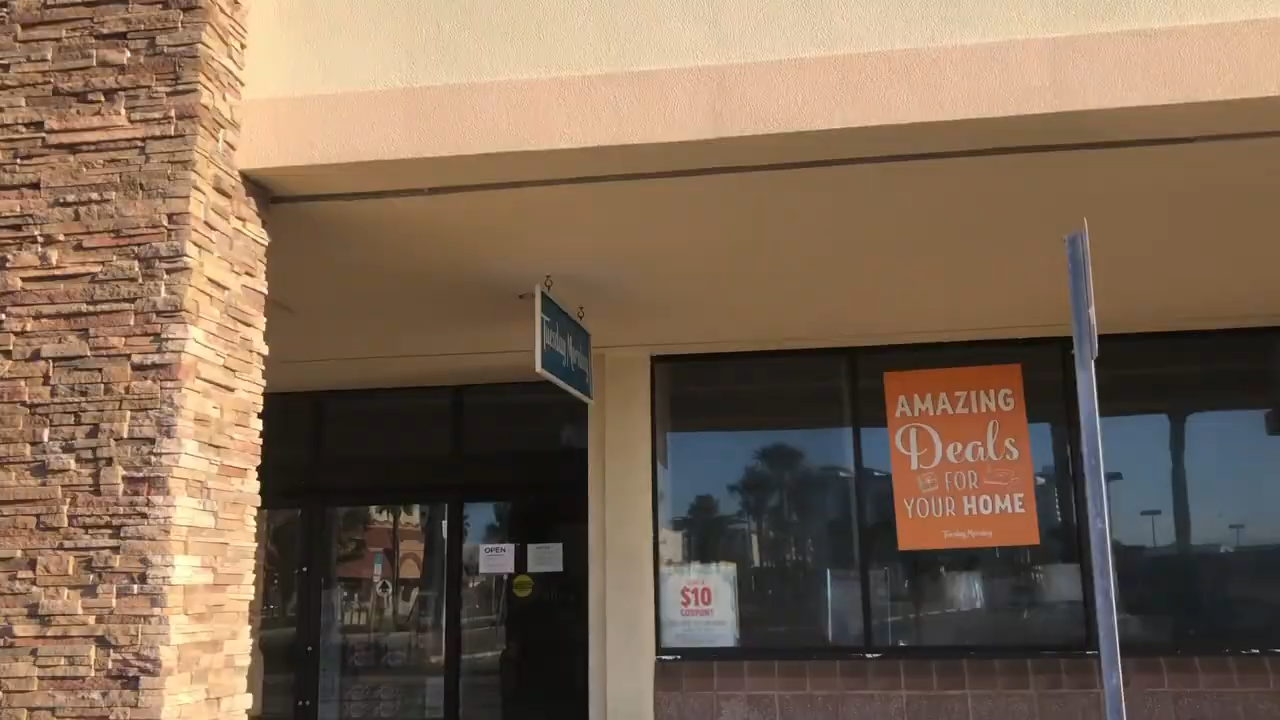 Tuesday Morning
AMAZING
Deals
FOR
YOUR HOME
Tuesday Morning
OPEN
$10
COUPON!